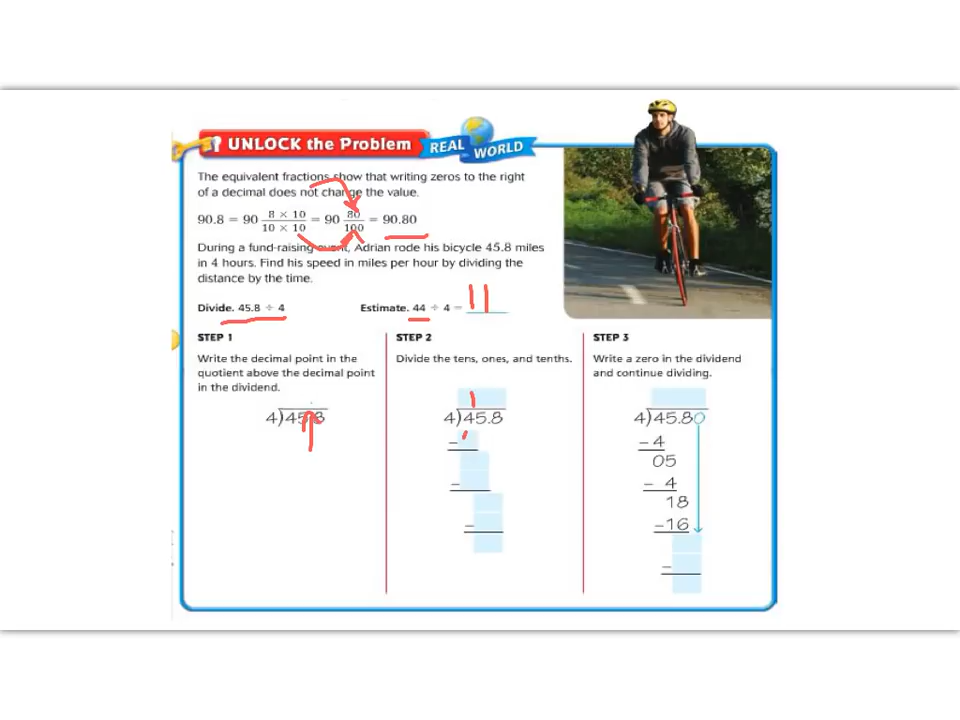 UNLOCK the Problem REAL WORLD
The equivalent fractions show that writing zeros to the right
of a decimal does not change the value.
90.8 = 90 8 × 10 / 10 × 10 = 90 80 / 100 = 90.80
During a fund-raising event, Adrian rode his bicycle 45.8 miles
in 4 hours. Find his speed in miles per hour by dividing the
distance by the time.
Divide. 45.8 ÷ 4
Estimate. 44 ÷ 4 = 11
STEP 1
Write the decimal point in the
quotient above the decimal point
in the dividend.
.
4)45.8
STEP 2
Divide the tens, ones, and tenths.
1
4)45.8
−
−
−
STEP 3
Write a zero in the dividend
and continue dividing.
4)45.80
− 4
05
− 4
18
−16
−